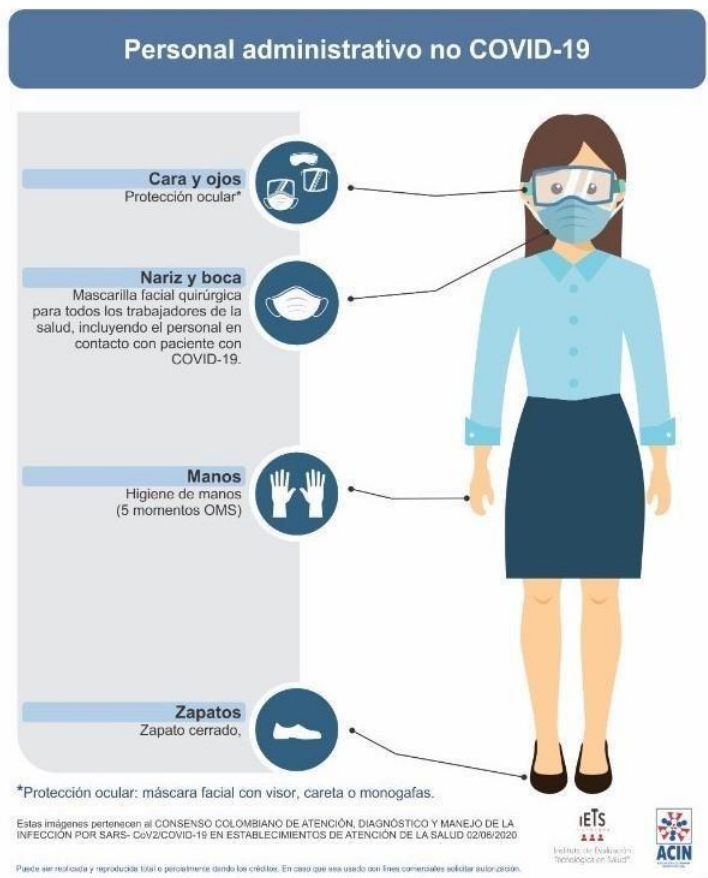 Personal administrativo no COVID-19
Cara y ojos
Protección ocular*
Nariz y boca
Mascarilla facial quirúrgica
para todos los trabajadores de la
salud, incluyendo el personal en
contacto con paciente con
COVID-19.
Manos
Higiene de manos
(5 momentos OMS)
Zapatos
Zapato cerrado,
*Protección ocular: máscara facial con visor, careta o monogafas.
Estas imágenes pertenecen al CONSENSO COLOMBIANO DE ATENCIÓN, DIAGNÓSTICO Y MANEJO DE LA
INFECCIÓN POR SARS- CoV2/COVID-19 EN ESTABLECIMIENTOS DE ATENCIÓN DE LA SALUD 02/06/2020
Puede ser replicada y reproducida total o parcialmente dando los créditos. En caso que sea usado con fines comerciales solicitar autorización.
iETS
Instituto de Evaluación
Tecnológica en Salud®
ACIN